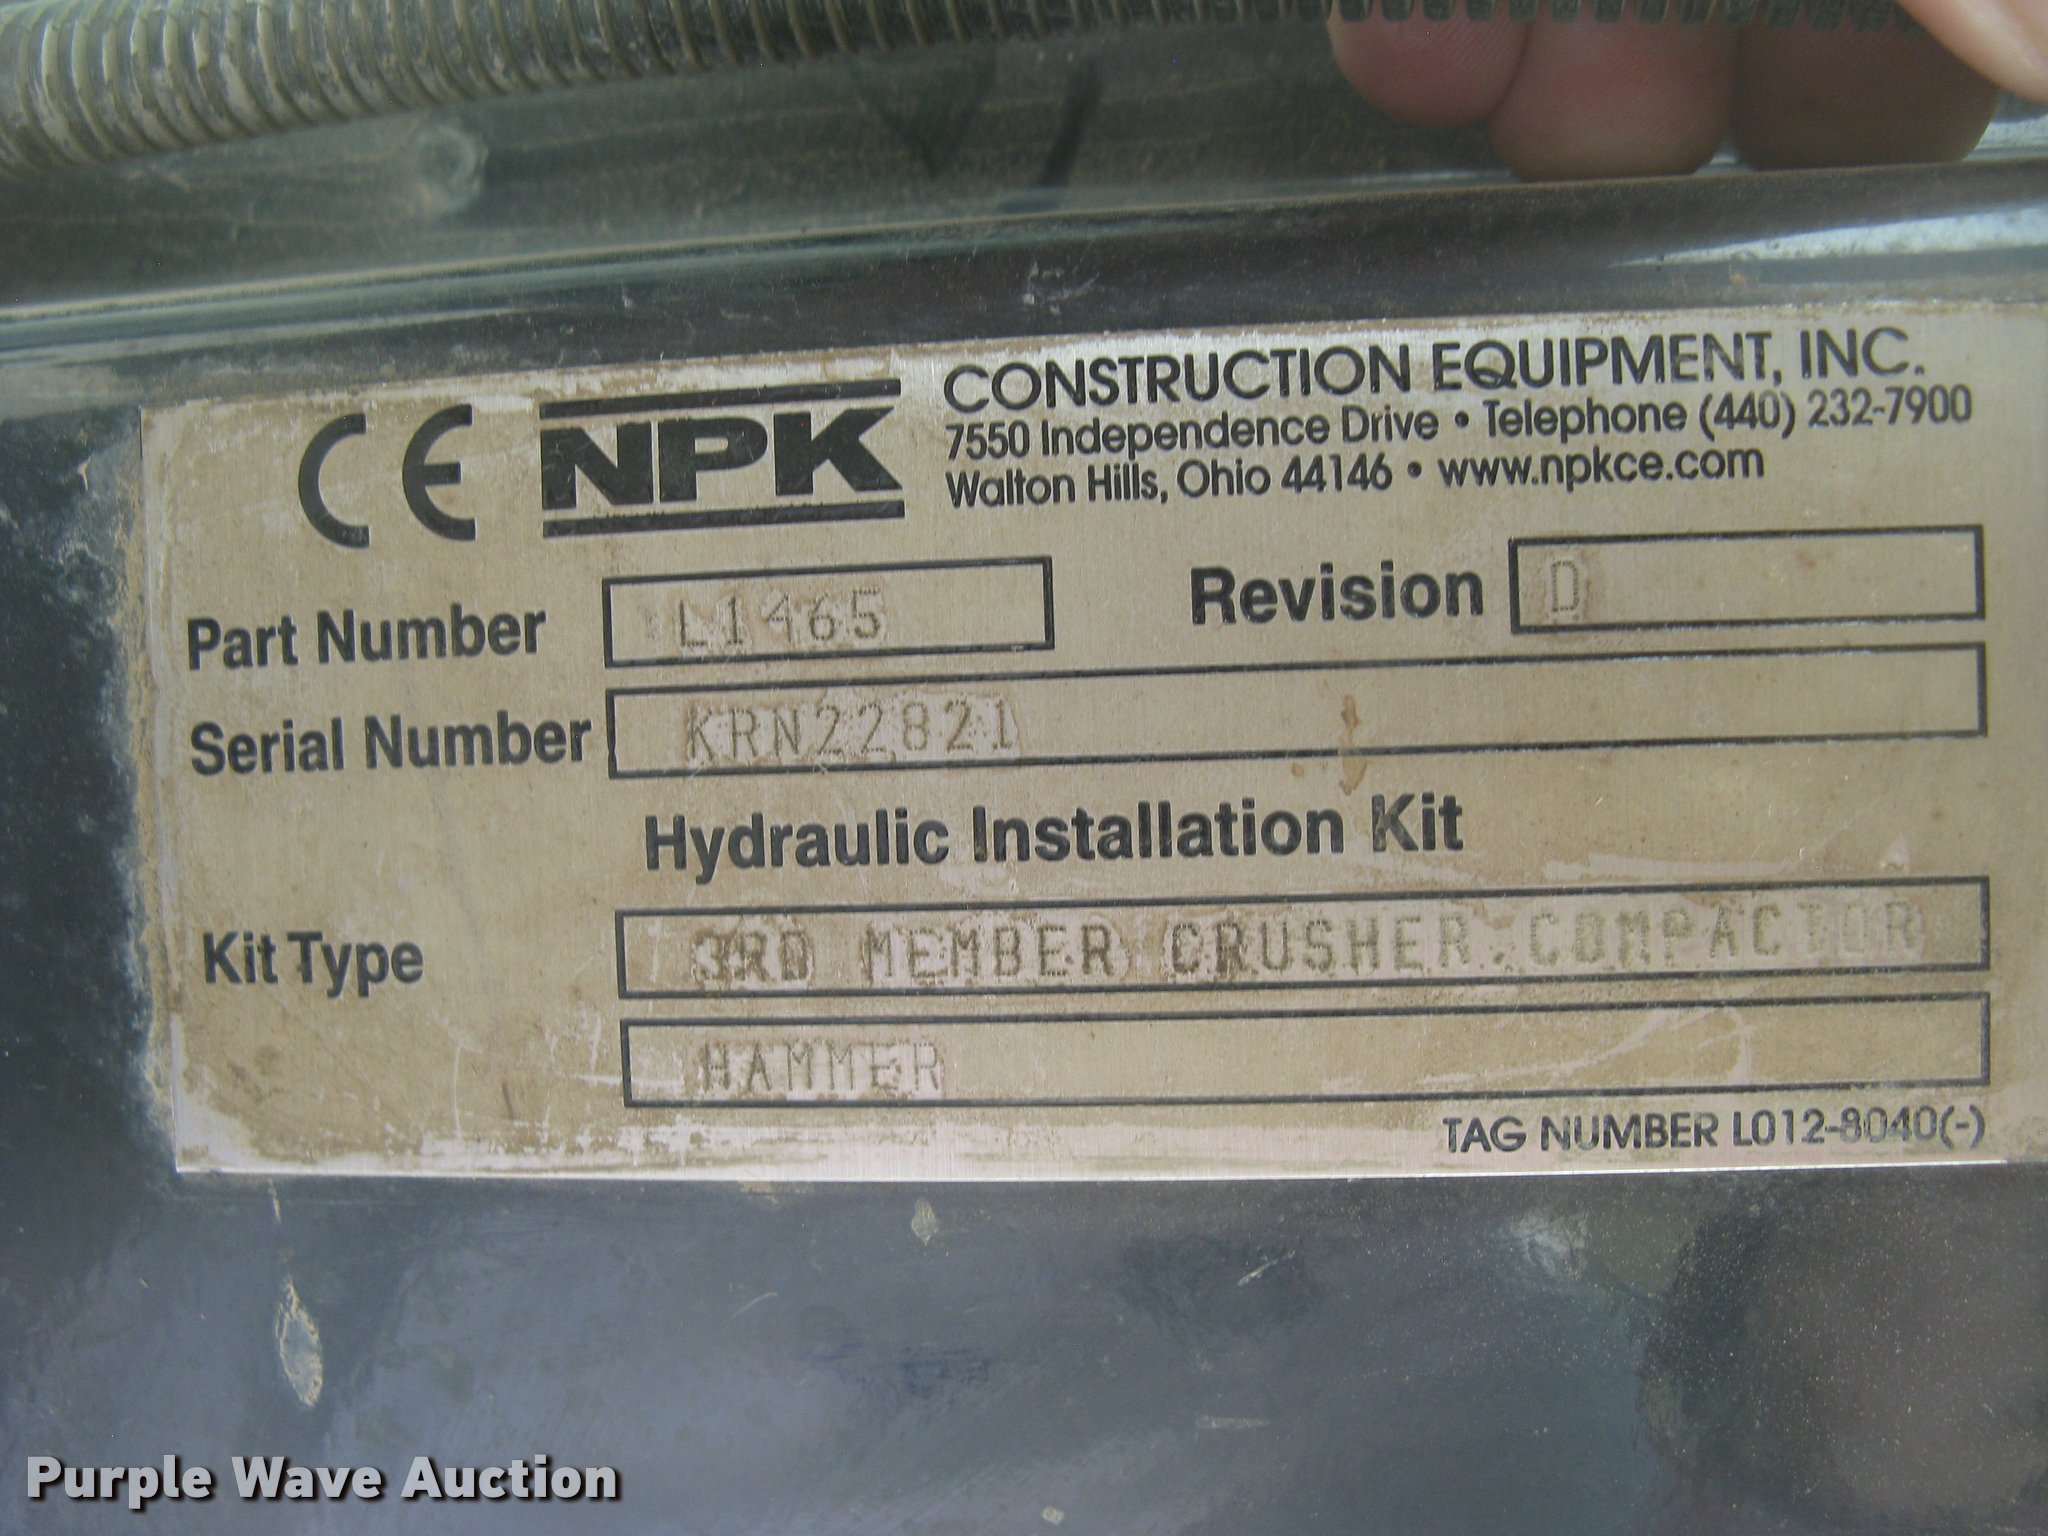 CE NPK CONSTRUCTION EQUIPMENT, INC.
7550 Independence Drive • Telephone (440) 232-7900
Walton Hills, Ohio 44146 • www.npkce.com
Part Number L1465 Revision D
Serial Number KRN22821
Hydraulic Installation Kit
Kit Type 3RD MEMBER CRUSHER.COMPACTOR
HAMMER
TAG NUMBER L012-8040(-)
Purple Wave Auction